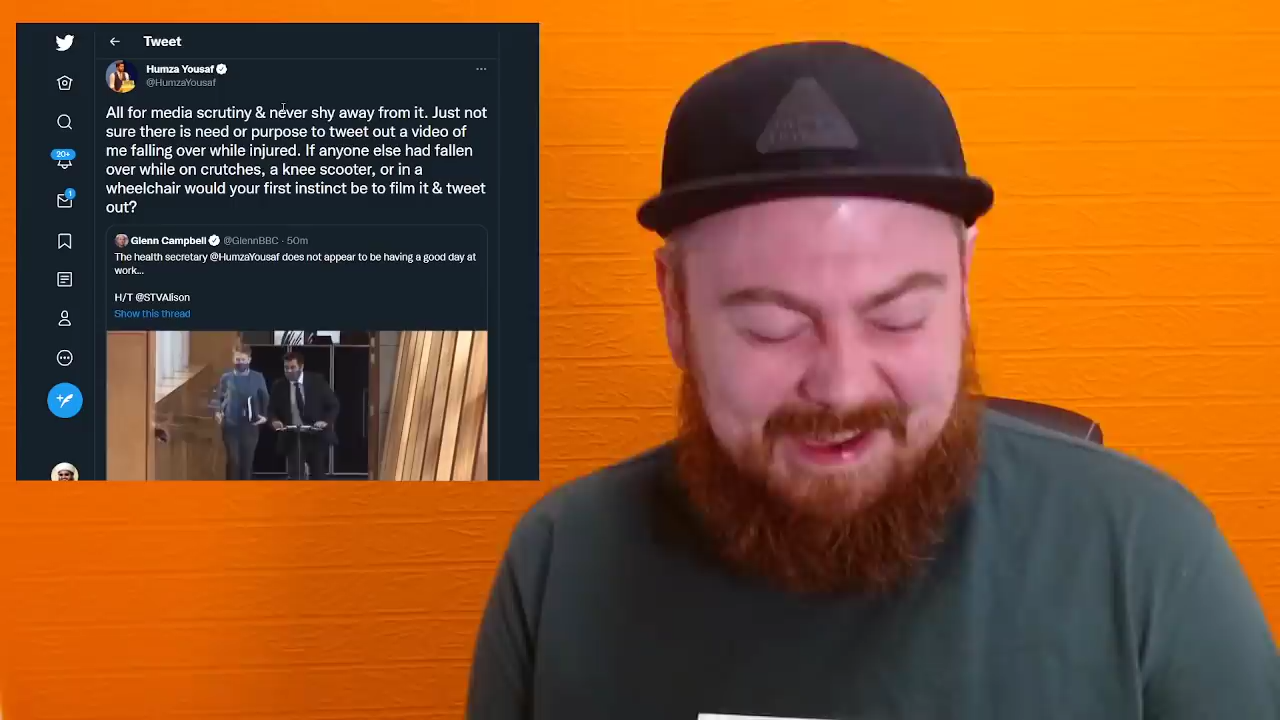 Tweet
Humza Yousaf
@HumzaYousaf
All for media scrutiny & never shy away from it. Just not
sure there is need or purpose to tweet out a video of
me falling over while injured. If anyone else had fallen
over while on crutches, a knee scooter, or in a
wheelchair would your first instinct be to film it & tweet
out?
20+
1
Glenn Campbell @GlennBBC · 50m
The health secretary @HumzaYousaf does not appear to be having a good day at
work...
H/T @STVAlison
Show this thread